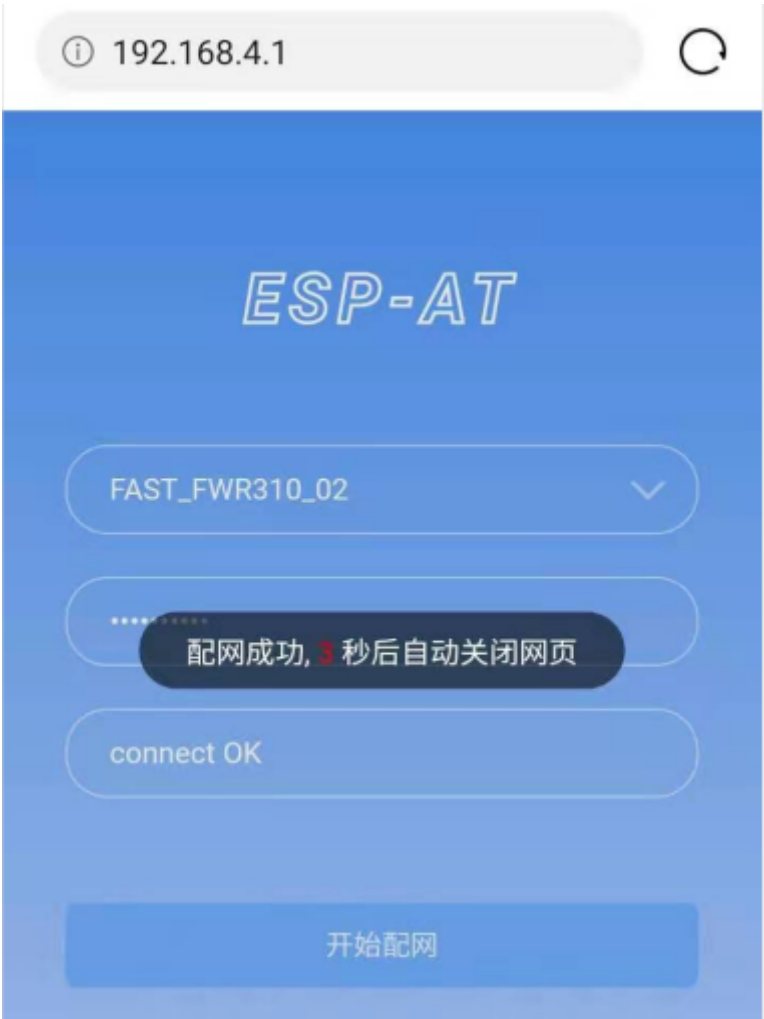 192.168.4.1
ESP-AT
FAST_FWR310_02
配网成功, 3 秒后自动关闭网页
connect OK
开始配网